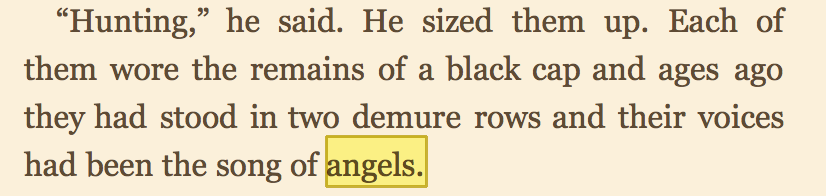 “Hunting,” he said. He sized them up. Each of
them wore the remains of a black cap and ages ago
they had stood in two demure rows and their voices
had been the song of angels.